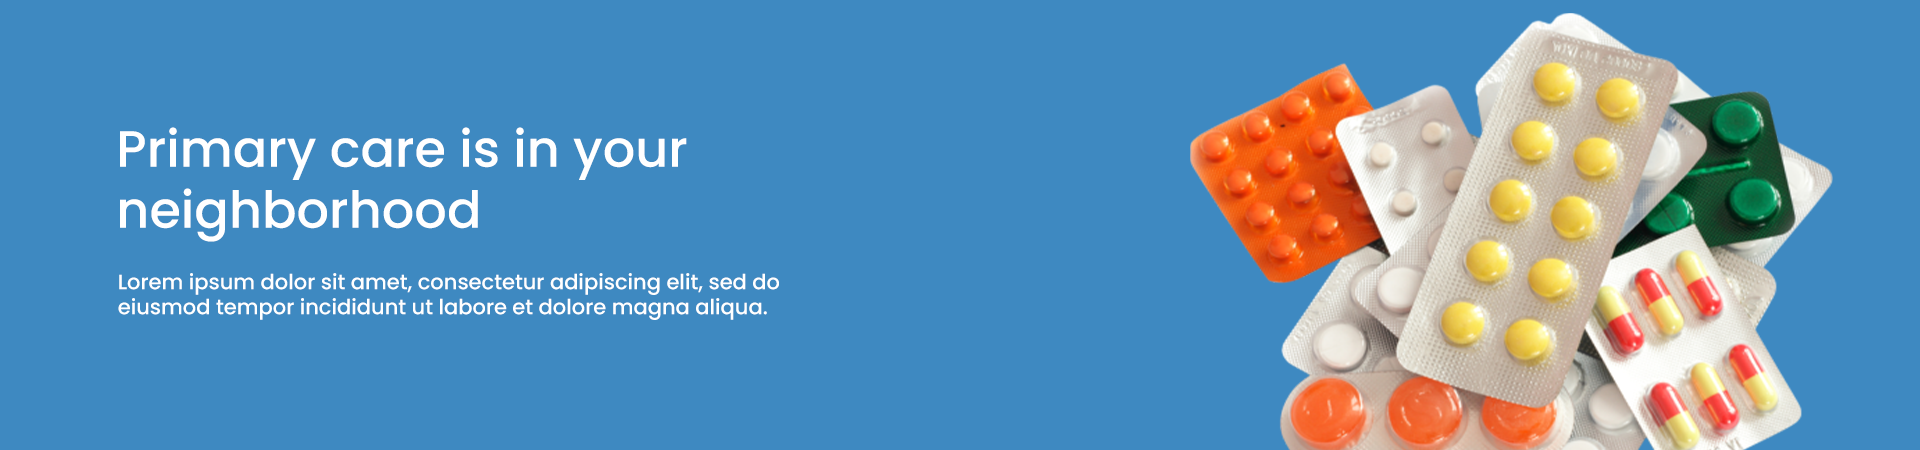 Primary care is in your
neighborhood
Lorem ipsum dolor sit amet, consectetur adipiscing elit, sed do
eiusmod tempor incididunt ut labore et dolore magna aliqua.